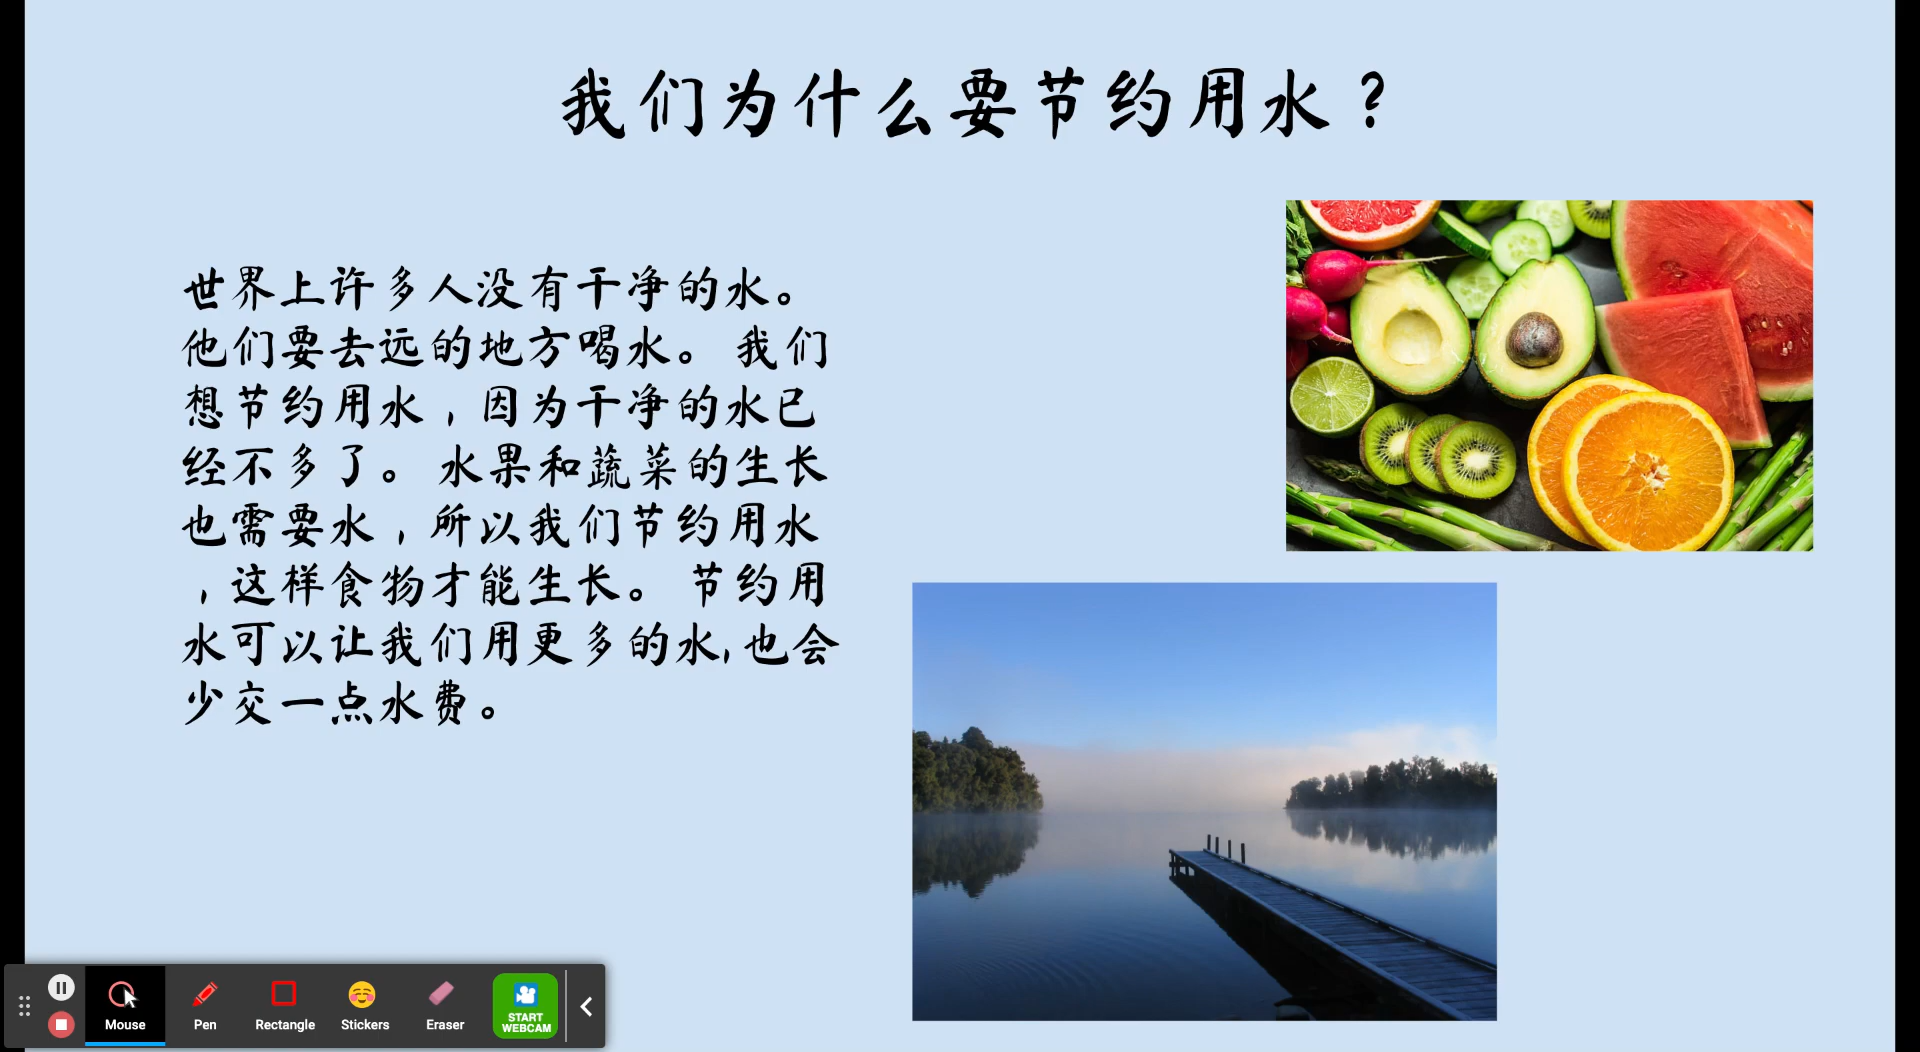 我们为什么要节约用水？
世界上许多人没有干净的水。
他们要去远的地方喝水。 我们
想节约用水，因为干净的水已
经不多了。 水果和蔬菜的生长
也需要水，所以我们节约用水
，这样食物才能生长。 节约用
水可以让我们用更多的水,也会
少交一点水费。
Mouse
Pen
Rectangle
Stickers
Eraser
START
WEBCAM